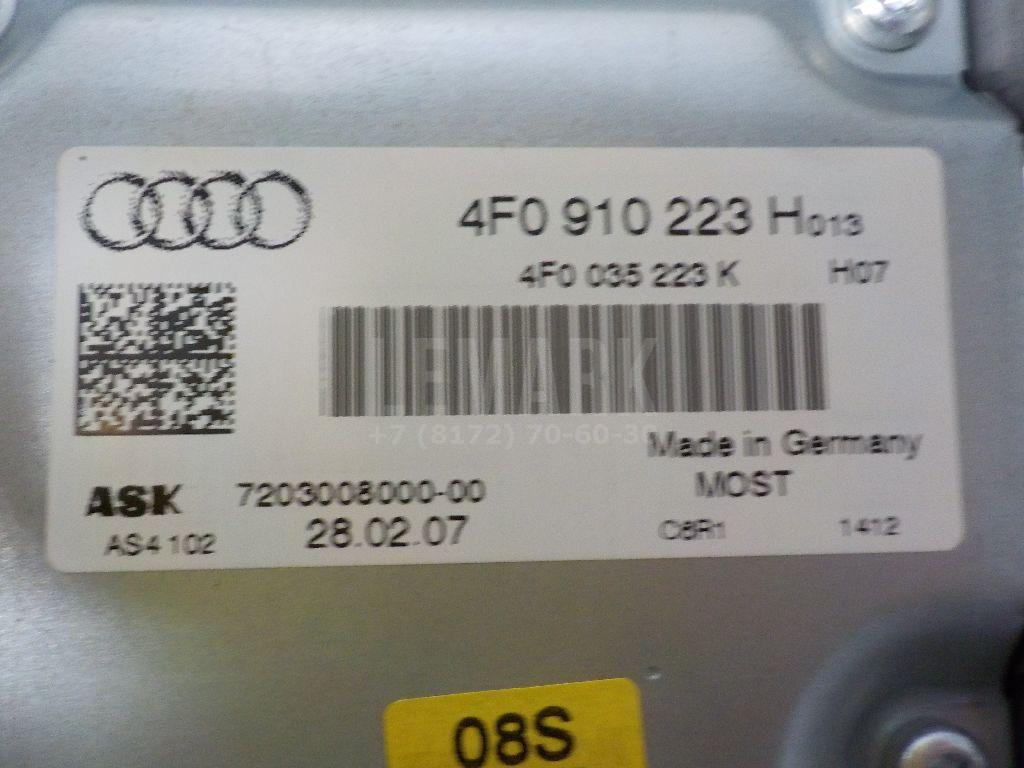 4F0 910 223 H013
4F0 035 223 K H07
LEMARK
+7 (8172) 70-60-30
Made in Germany
MOST
ASK 7203008000-00
AS4 102 28.02.07 C8R1 1412
08S